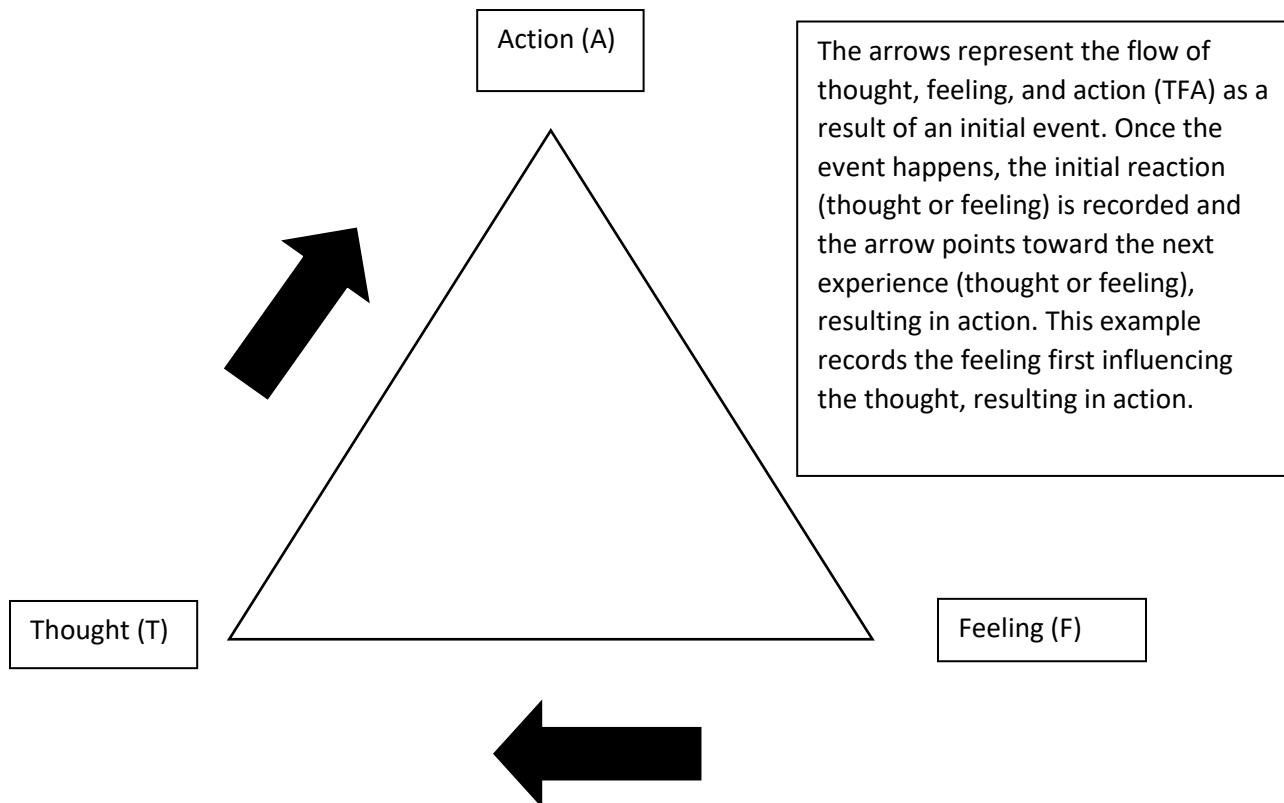 Action (A)
The arrows represent the flow of
thought, feeling, and action (TFA) as a
result of an initial event. Once the
event happens, the initial reaction
(thought or feeling) is recorded and
the arrow points toward the next
experience (thought or feeling),
resulting in action. This example
records the feeling first influencing
the thought, resulting in action.
Thought (T)
Feeling (F)